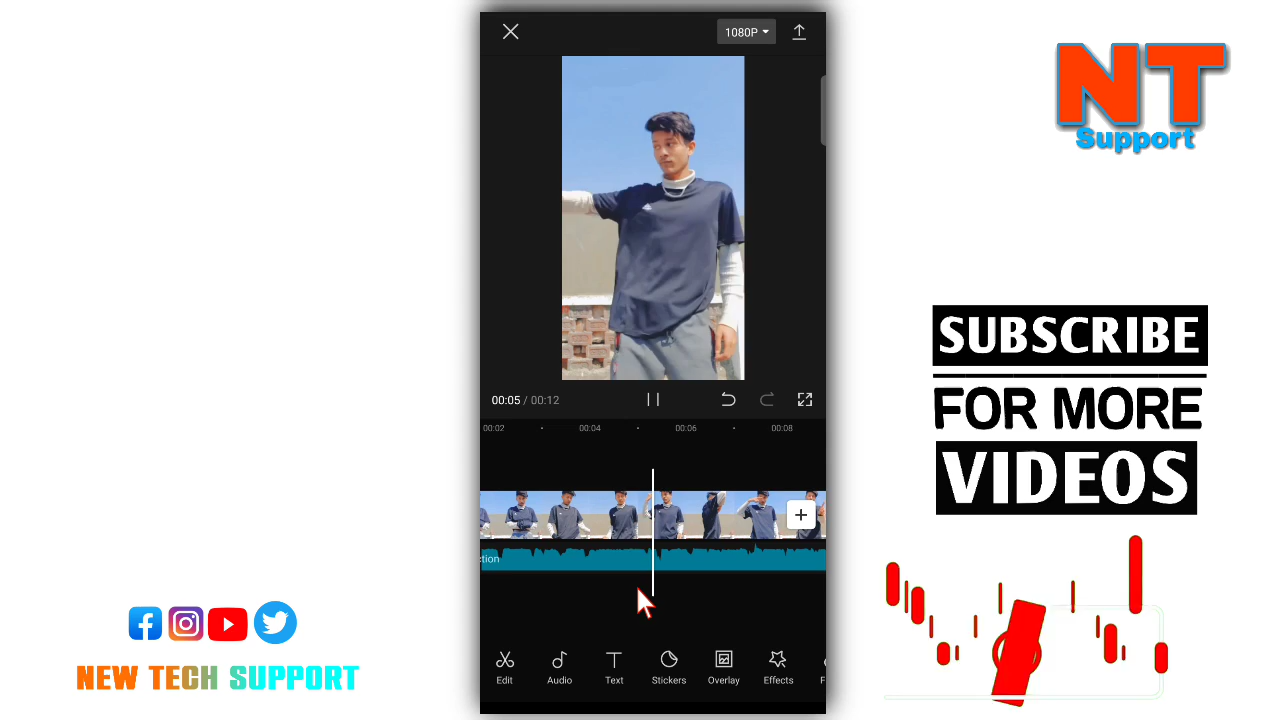 1080P
NT
Support
00:05 / 00:12
00:02
00:04
00:06
00:08
ction
SUBSCRIBE
FOR MORE
VIDEOS
Edit
Audio
Text
Stickers
Overlay
Effects
F
NEW TECH SUPPORT